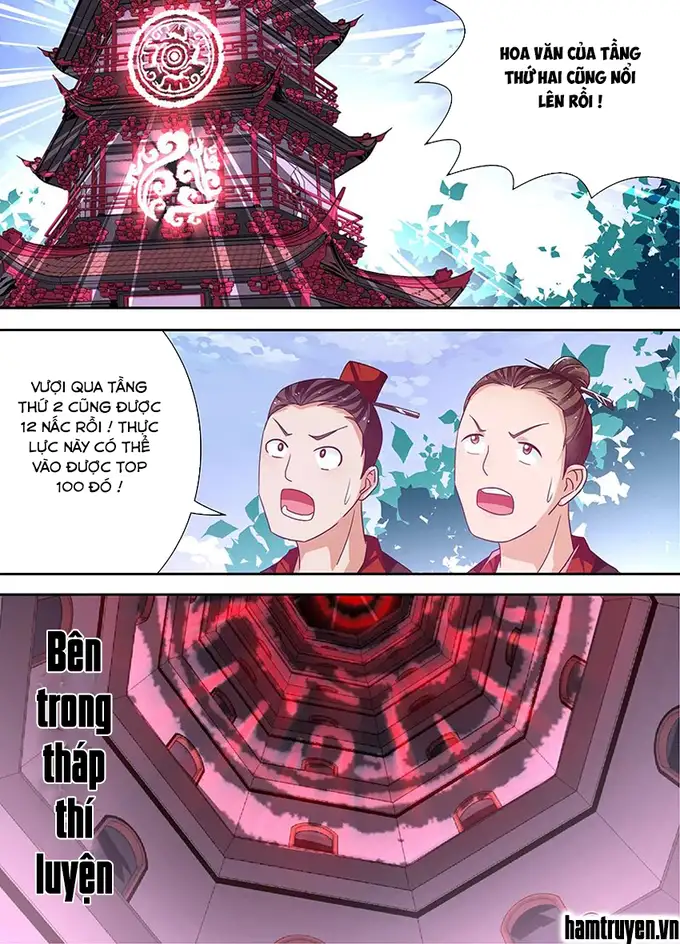 HOA VĂN CỦA TẦNG
THỨ HAI CŨNG NỔI
LÊN RỒI !
VƯỢI QUA TẦNG
THỨ 2 CŨNG ĐƯỢC
12 NẤC RỒI ! THỰC
LỰC NÀY CÓ THỂ
VÀO ĐƯỢC TOP
100 ĐÓ !
Bên
trong
tháp
thí
luyện
hamtruyen.vn